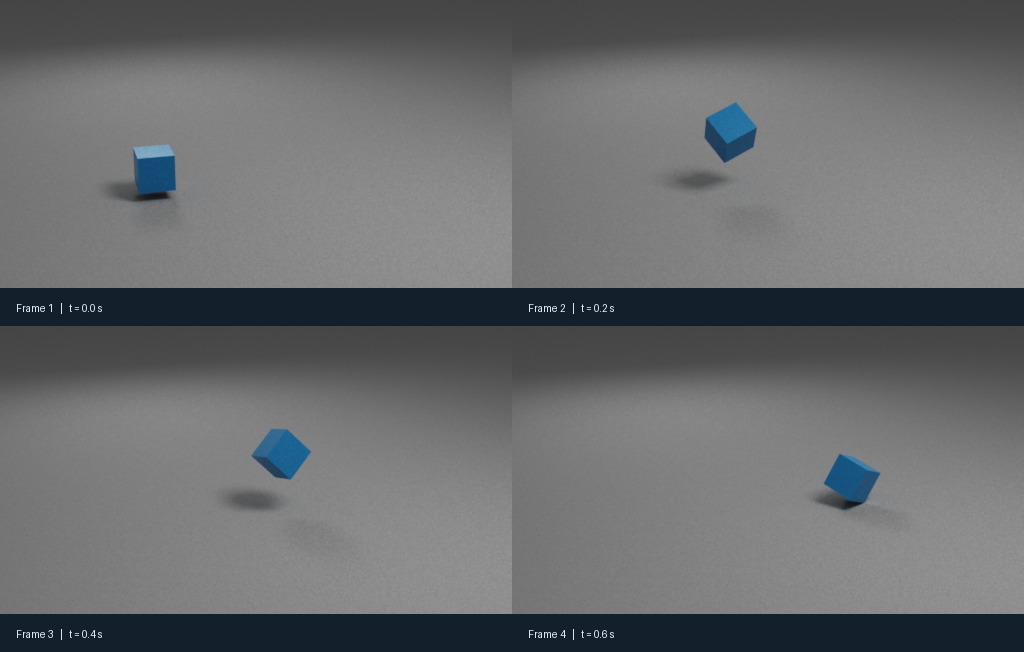 Frame 1 | t = 0.0 s
Frame 2 | t = 0.2 s
Frame 3 | t = 0.4 s
Frame 4 | t = 0.6 s